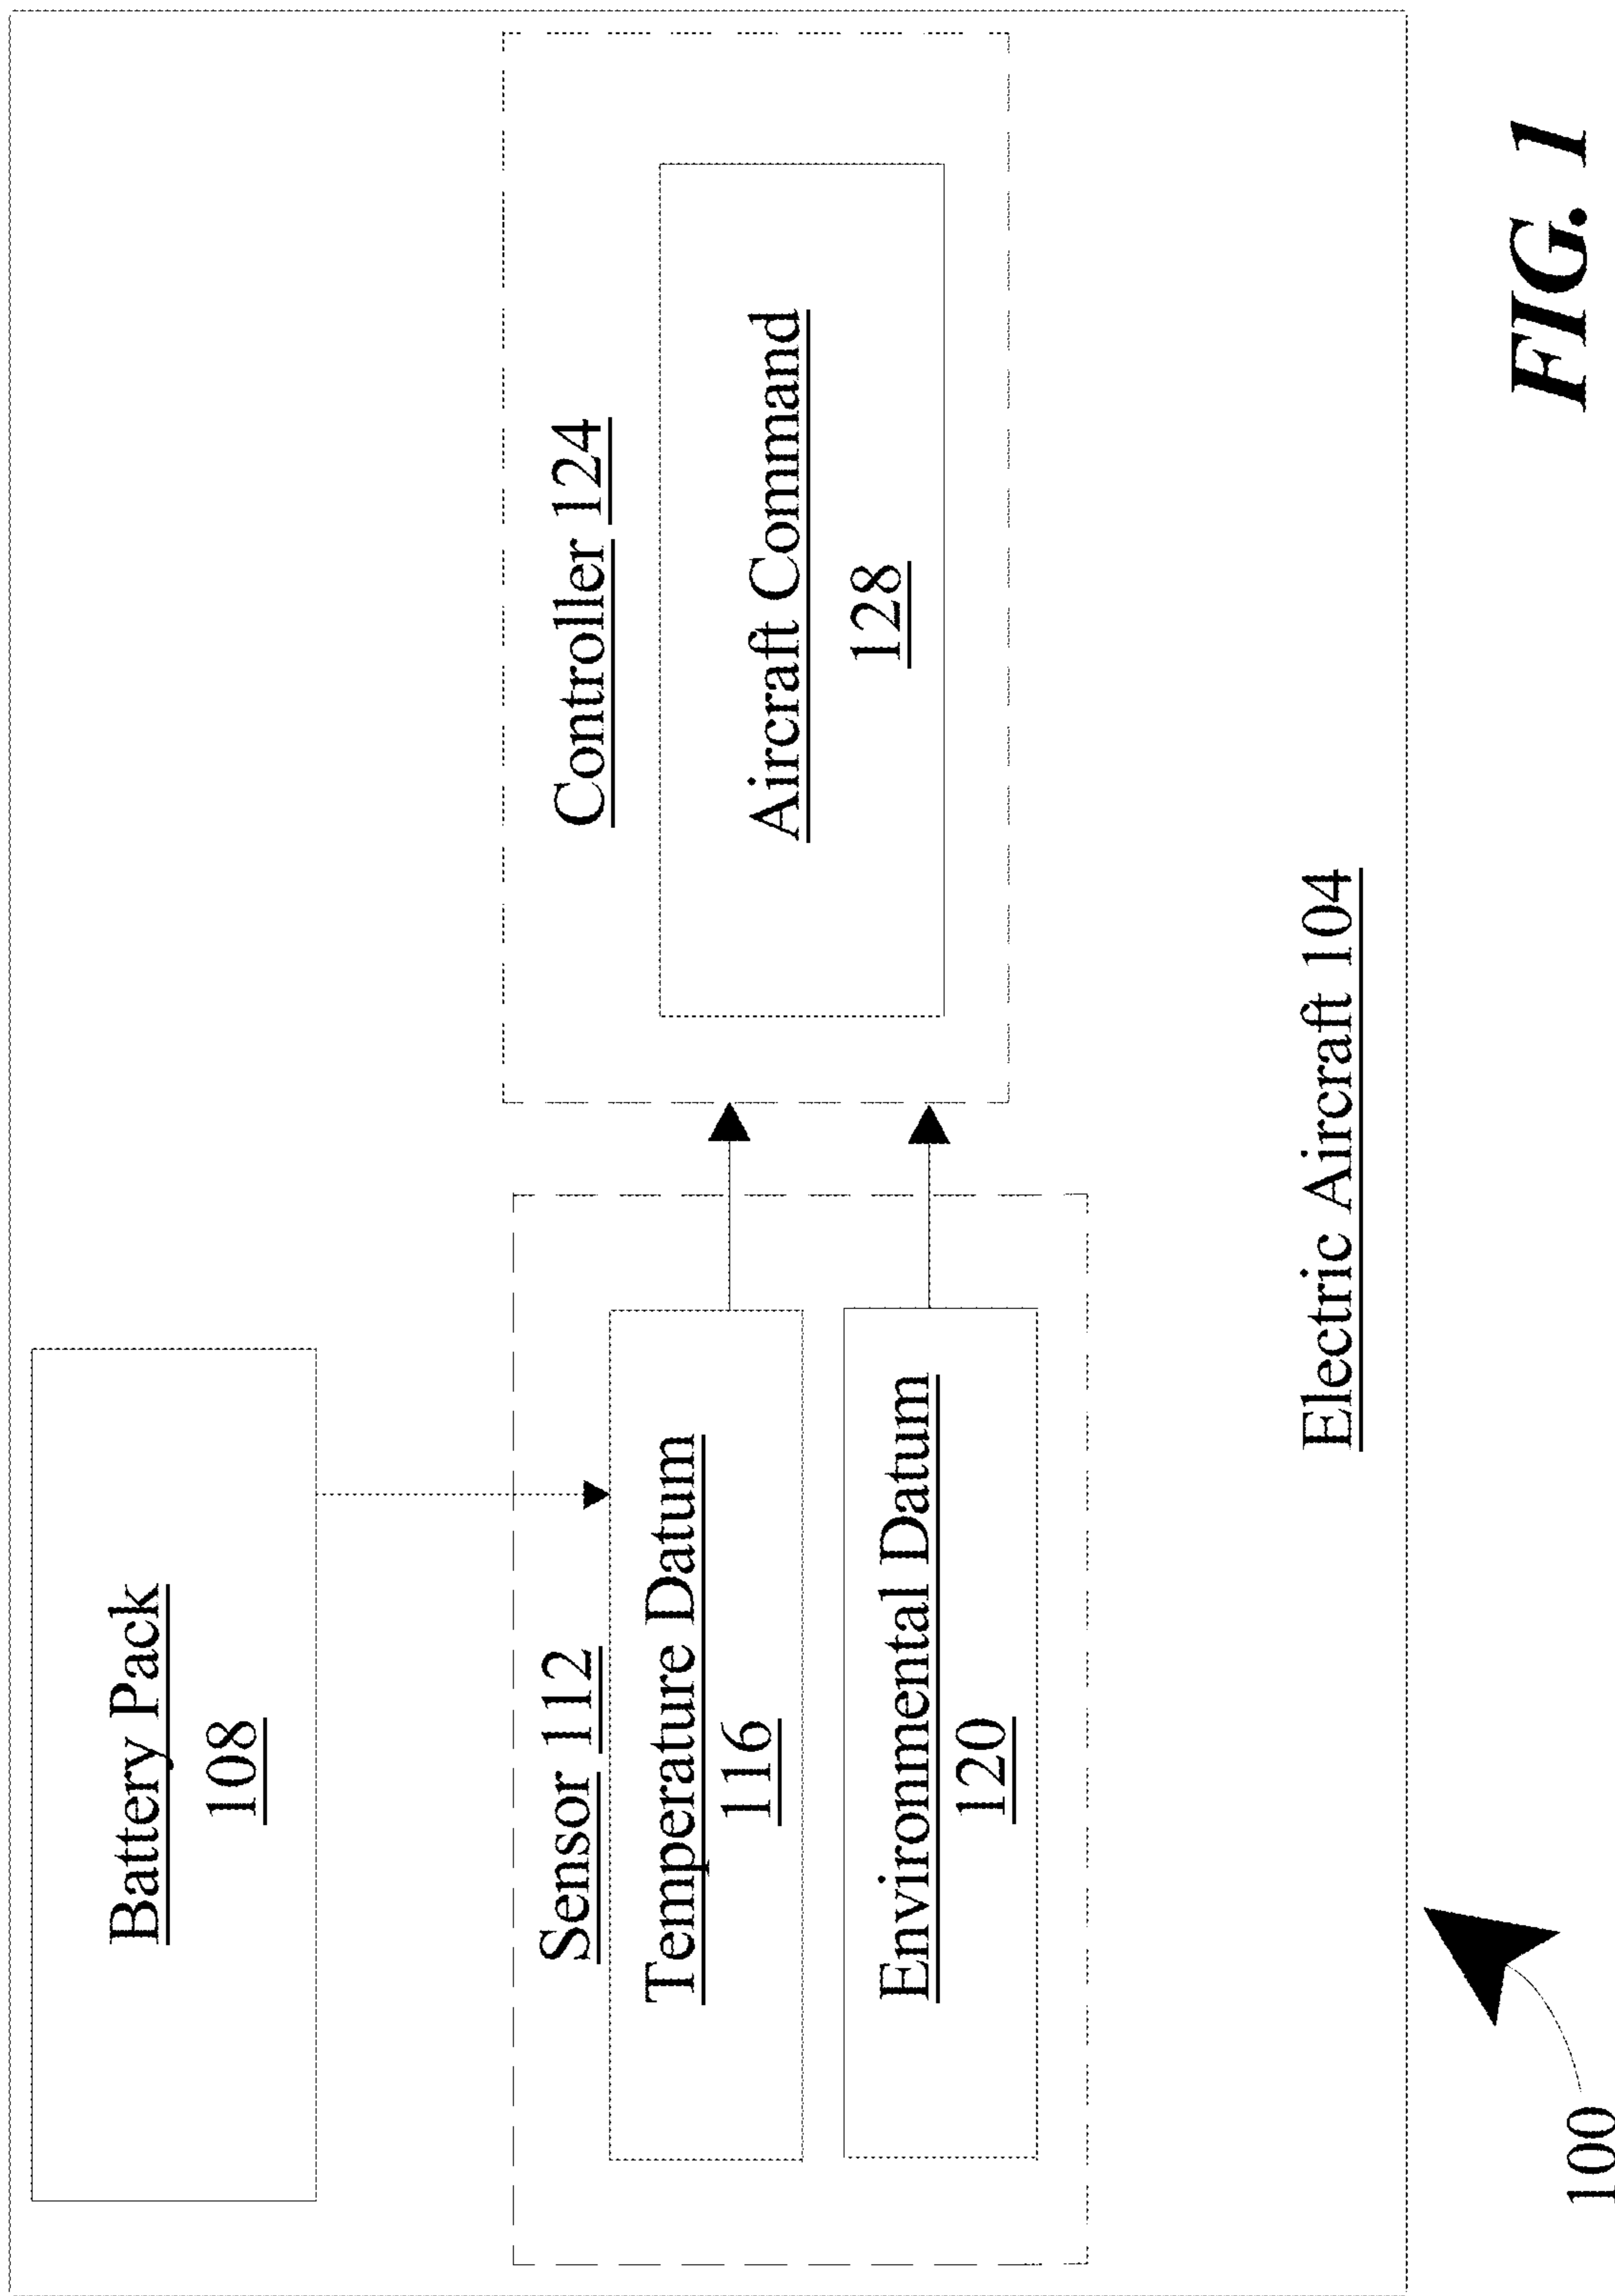 Battery Pack
108
Sensor 112
Temperature Datum
116
Environmental Datum
120
Controller 124
Aircraft Command
128
Electric Aircraft 104
100
FIG. 1